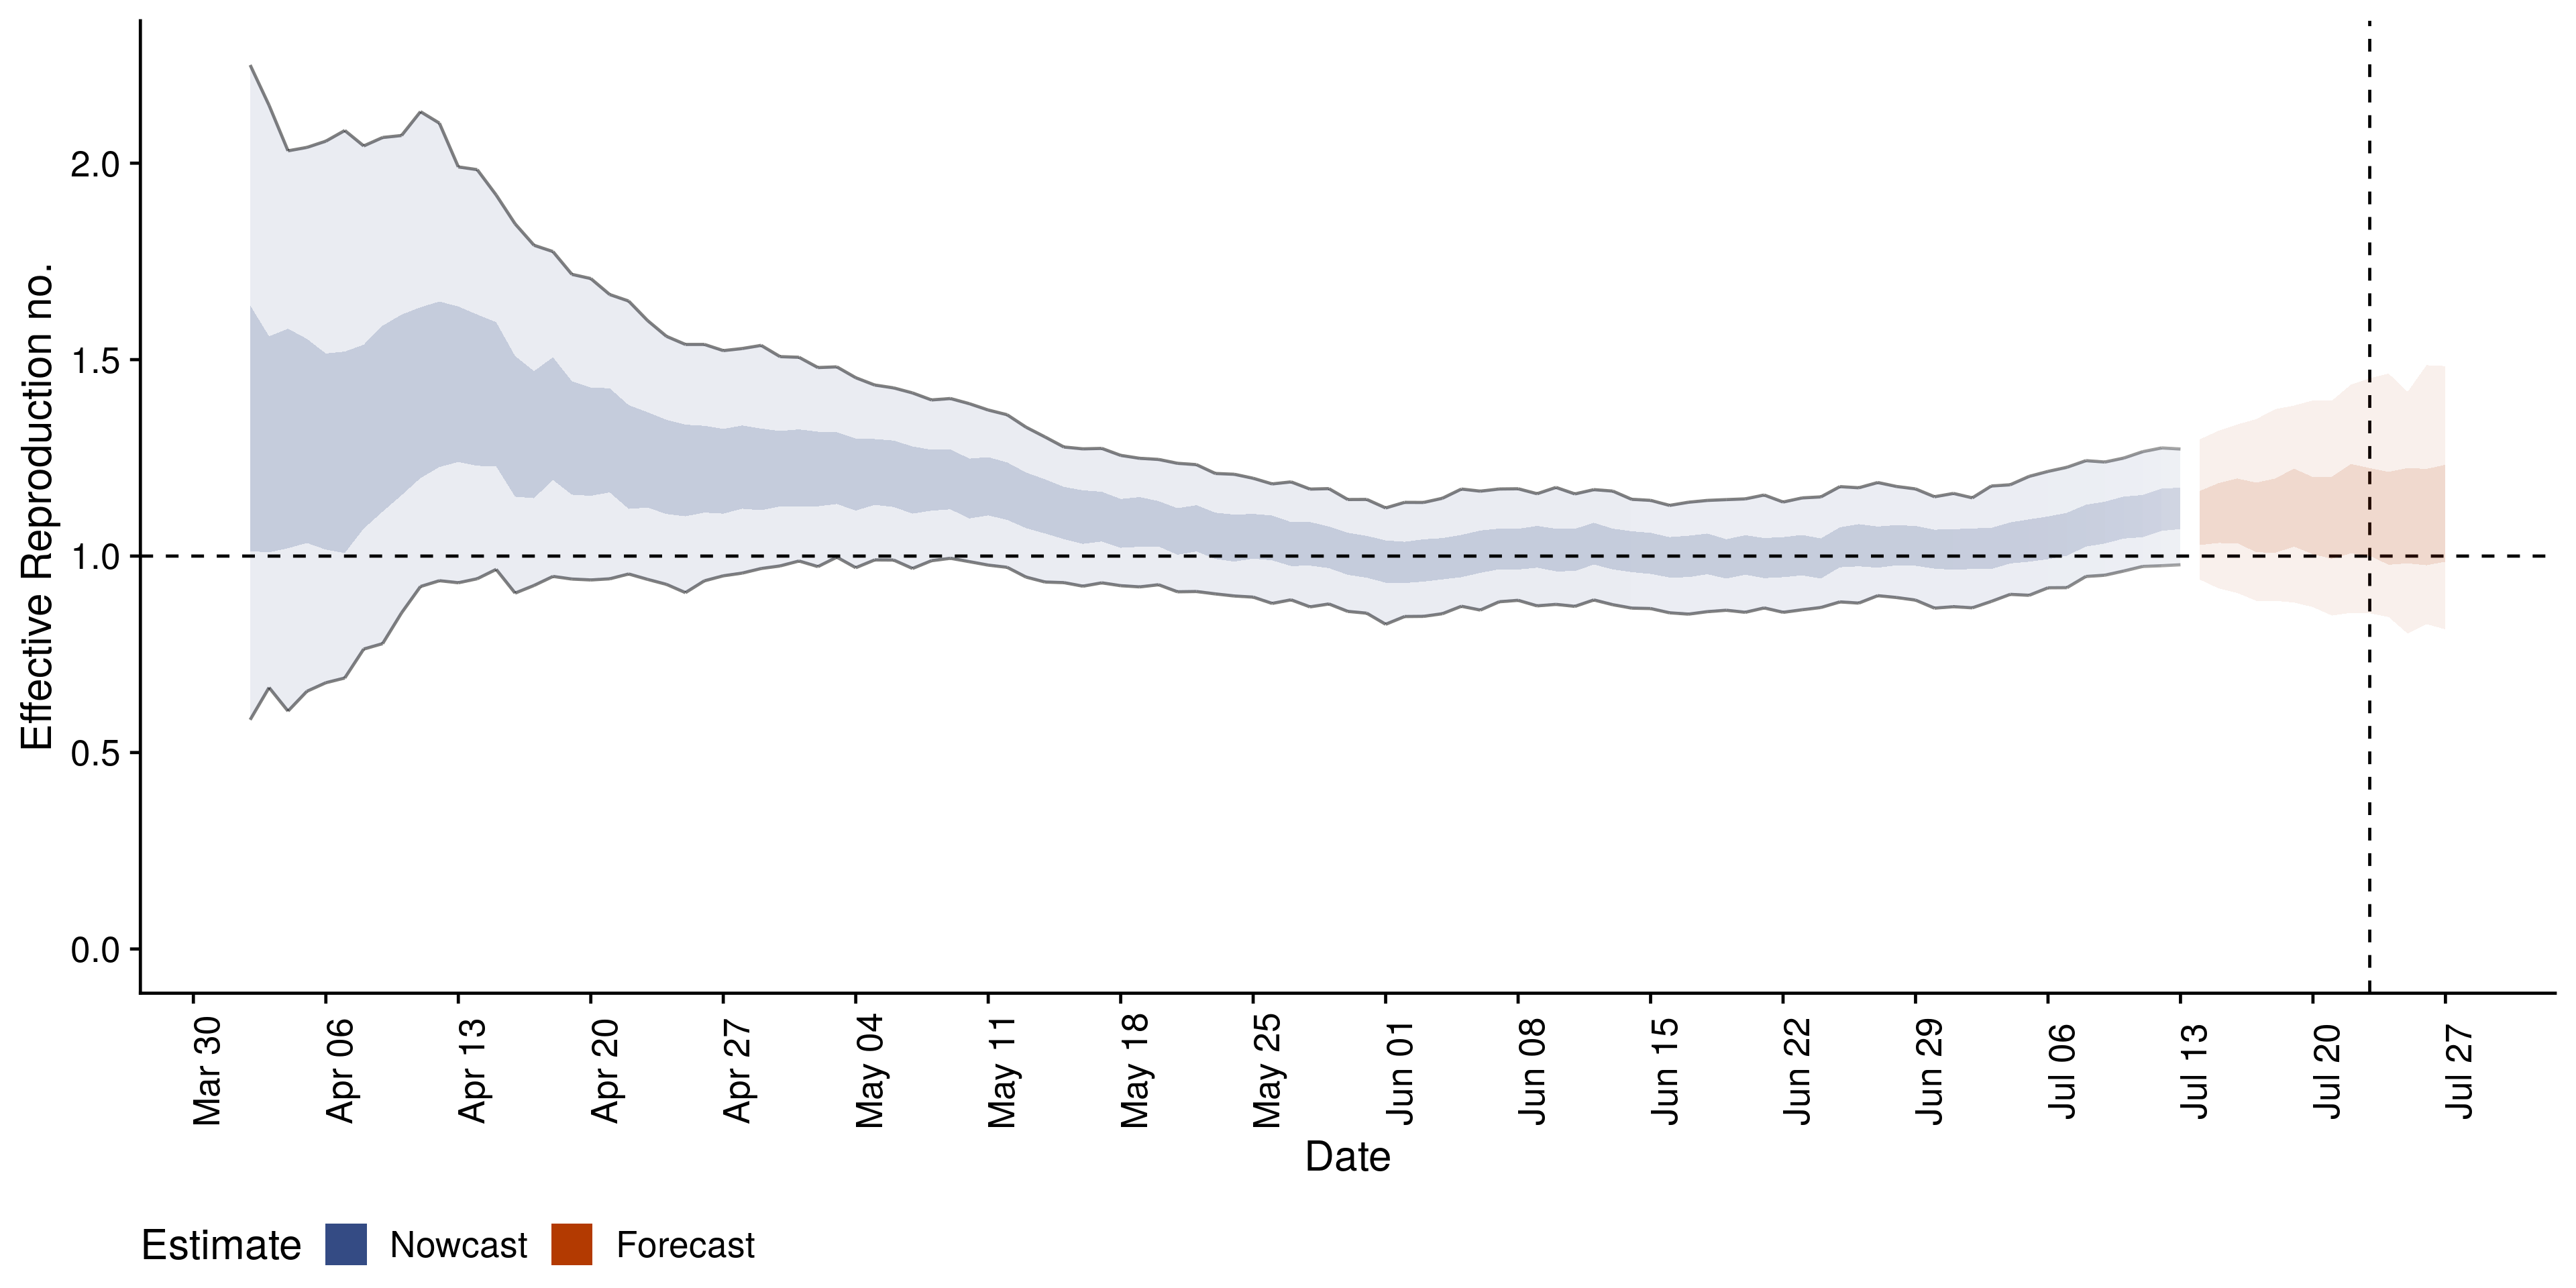 Effective Reproduction no.
2.0
1.5
1.0
0.5
0.0
Mar 30
Apr 06
Apr 13
Apr 20
Apr 27
May 04
May 11
May 18
May 25
Jun 01
Jun 08
Jun 15
Jun 22
Jun 29
Jul 06
Jul 13
Jul 20
Jul 27
Date
Estimate Nowcast Forecast